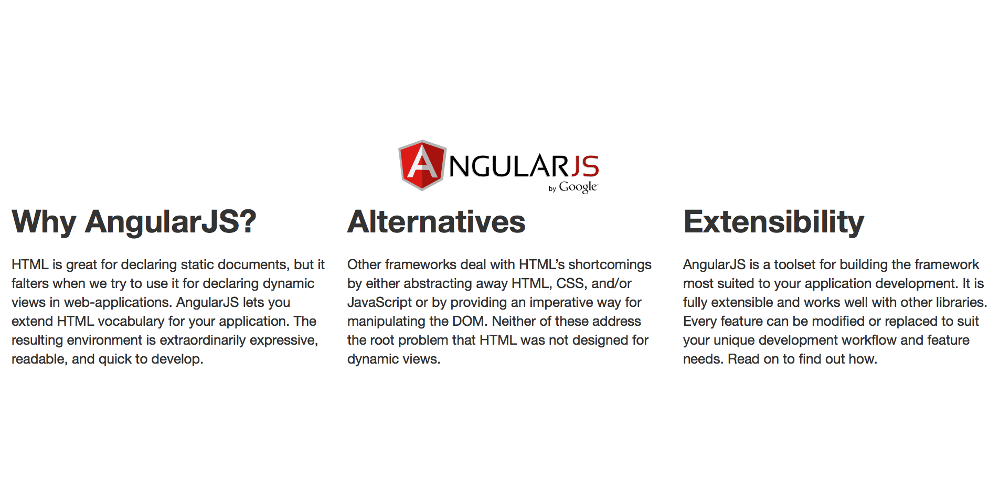 ANGULARJS
by Google
Why AngularJS?
HTML is great for declaring static documents, but it
falters when we try to use it for declaring dynamic
views in web-applications. AngularJS lets you
extend HTML vocabulary for your application. The
resulting environment is extraordinarily expressive,
readable, and quick to develop.
Alternatives
Other frameworks deal with HTML’s shortcomings
by either abstracting away HTML, CSS, and/or
JavaScript or by providing an imperative way for
manipulating the DOM. Neither of these address
the root problem that HTML was not designed for
dynamic views.
Extensibility
AngularJS is a toolset for building the framework
most suited to your application development. It is
fully extensible and works well with other libraries.
Every feature can be modified or replaced to suit
your unique development workflow and feature
needs. Read on to find out how.